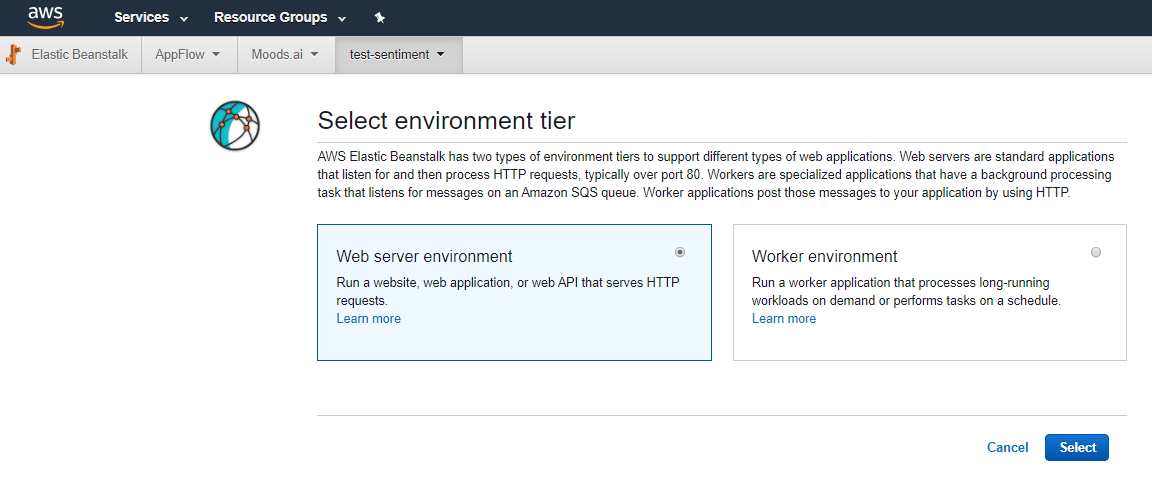 aws Services Resource Groups
Elastic Beanstalk AppFlow Moods.ai test-sentiment
Select environment tier
AWS Elastic Beanstalk has two types of environment tiers to support different types of web applications. Web servers are standard applications
that listen for and then process HTTP requests, typically over port 80. Workers are specialized applications that have a background processing
task that listens for messages on an Amazon SQS queue. Worker applications post those messages to your application by using HTTP.
Web server environment
Run a website, web application, or web API that serves HTTP
requests.
Learn more
Worker environment
Run a worker application that processes long-running
workloads on demand or performs tasks on a schedule.
Learn more
Cancel Select